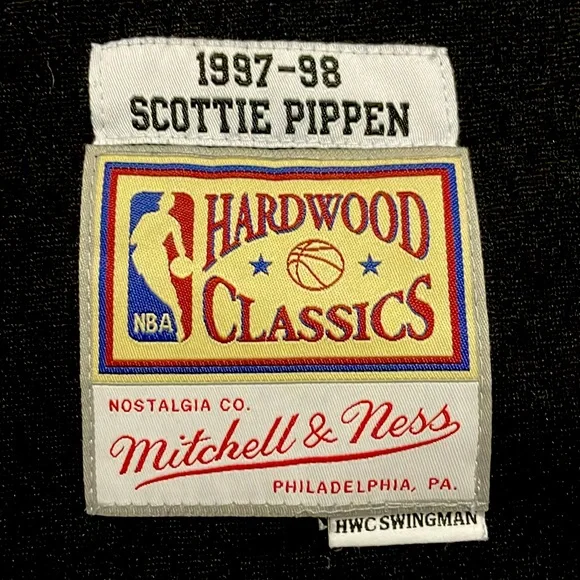 1997-98
SCOTTIE PIPPEN
HARDWOOD
NBA
CLASSICS
NOSTALGIA CO.
Mitchell & Ness
PHILADELPHIA, PA.
HWC SWINGMAN